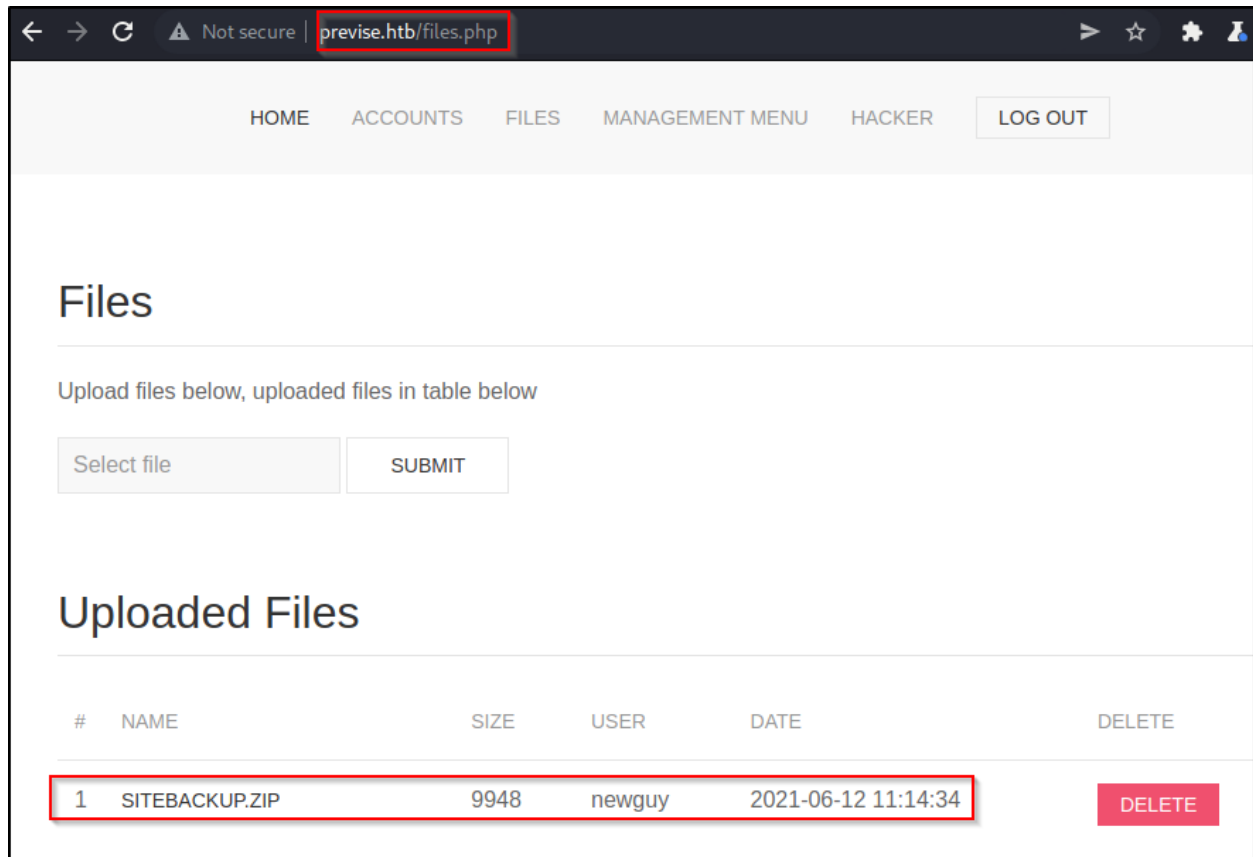 Not secure | previse.htb/files.php
HOME ACCOUNTS FILES MANAGEMENT MENU HACKER LOG OUT
Files
Upload files below, uploaded files in table below
Select file SUBMIT
Uploaded Files
# NAME SIZE USER DATE DELETE
1 SITEBACKUP.ZIP 9948 newguy 2021-06-12 11:14:34 DELETE